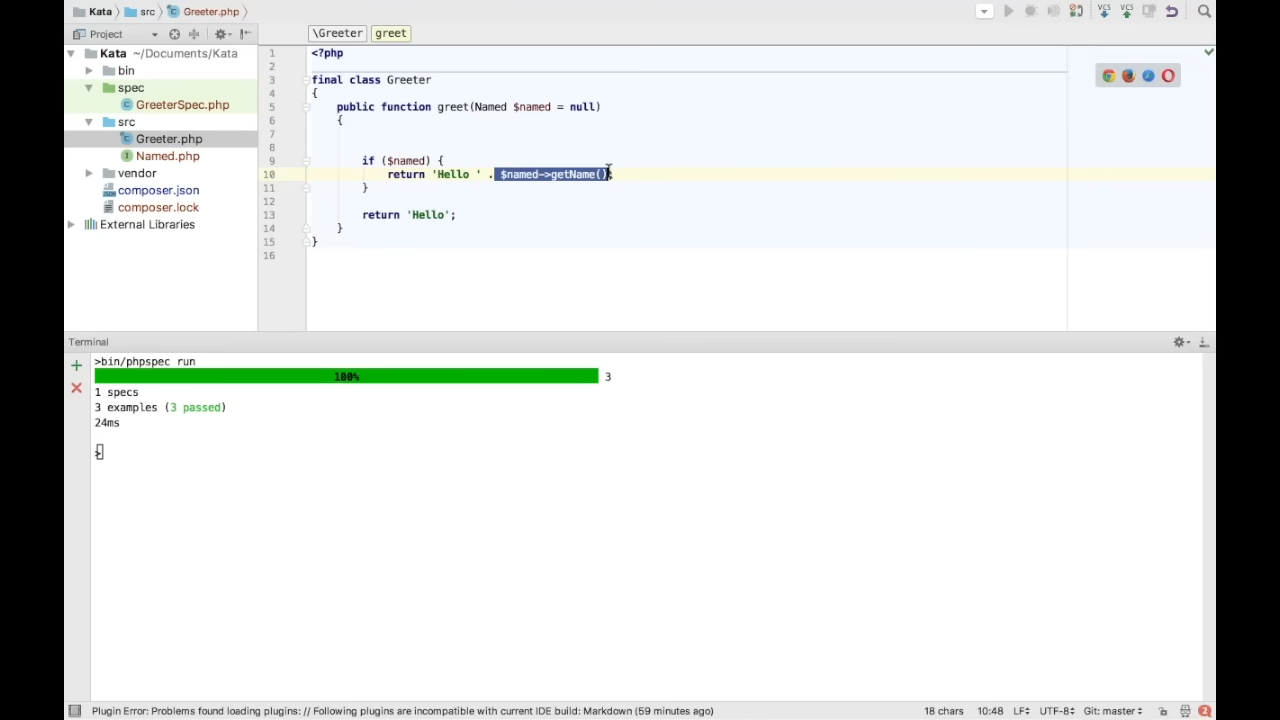 Kata src Greeter.php
Project \Greeter greet
Kata ~/Documents/Kata
bin
spec
GreeterSpec.php
src
Greeter.php
Named.php
vendor
composer.json
composer.lock
External Libraries
1 <?php
2
3 final class Greeter
4 {
5 public function greet(Named $named = null)
6 {
7
8
9 if ($named) {
10 return 'Hello ' . $named->getName();
11 }
12
13 return 'Hello';
14 }
15 }
16
VCS VCS
Terminal
>bin/phpspec run
100% 3
1 specs
3 examples (3 passed)
24ms
>
Plugin Error: Problems found loading plugins: // Following plugins are incompatible with current IDE build: Markdown (59 minutes ago) 18 chars 10:48 LF UTF-8 Git: master 2